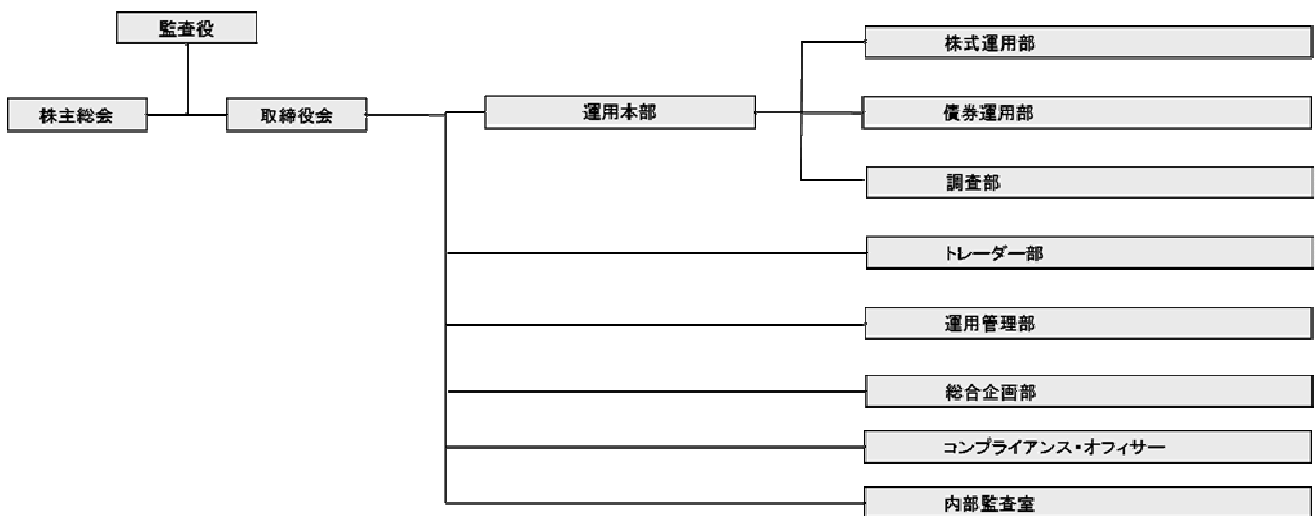 監査役
株主総会
取締役会
運用本部
株式運用部
債券運用部
調査部
トレーダー部
運用管理部
総合企画部
コンプライアンス・オフィサー
内部監査室